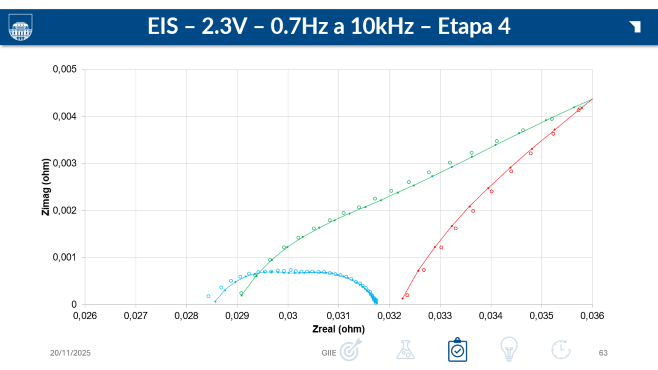 EIS – 2.3V – 0.7Hz a 10kHz – Etapa 4
0,005
0,004
0,003
0,002
0,001
0
Zimag (ohm)
0,026 0,027 0,028 0,029 0,03 0,031 0,032 0,033 0,034 0,035 0,036
Zreal (ohm)
20/11/2025 GIIE 63